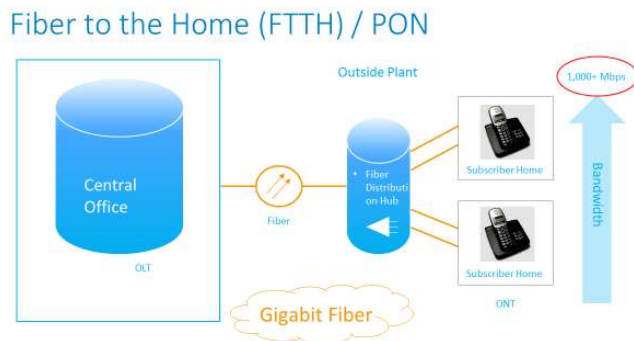 Fiber to the Home (FTTH) / PON
Outside Plant
1,000+ Mbps
Central
Office
OLT
Fiber
• Fiber
Distributi
on Hub
Subscriber Home
Subscriber Home
ONT
Bandwidth
Gigabit Fiber